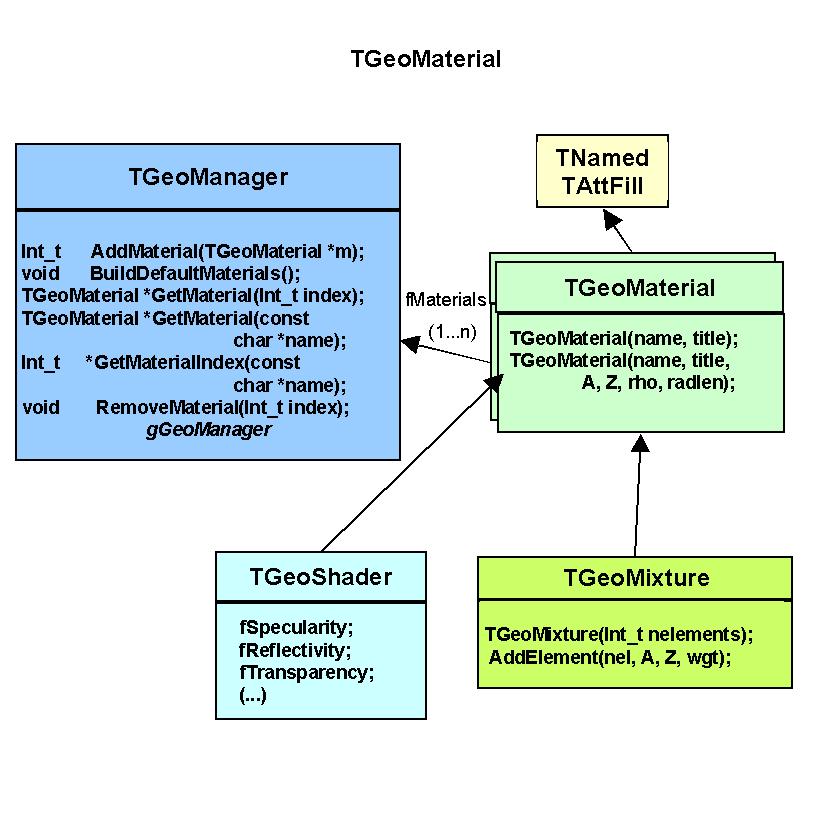 TGeoMaterial
TGeoManager
Int_t AddMaterial(TGeoMaterial *m);
void BuildDefaultMaterials();
TGeoMaterial *GetMaterial(Int_t index);
TGeoMaterial *GetMaterial(const
char *name);
Int_t *GetMaterialIndex(const
char *name);
void RemoveMaterial(Int_t index);
gGeoManager
fMaterials
(1...n)
TNamed
TAttFill
TGeoMaterial
TGeoMaterial(name, title);
TGeoMaterial(name, title,
A, Z, rho, radlen);
TGeoShader
fSpecularity;
fReflectivity;
fTransparency;
(...)
TGeoMixture
TGeoMixture(Int_t nelements);
AddElement(nel, A, Z, wgt);